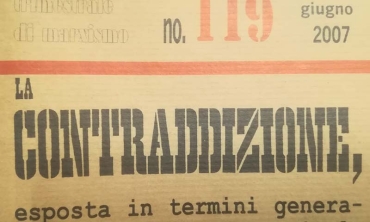 di marxismo no. 119 giugno 2007
LA
CONTRADDIZIONE,
esposta in termini genera-